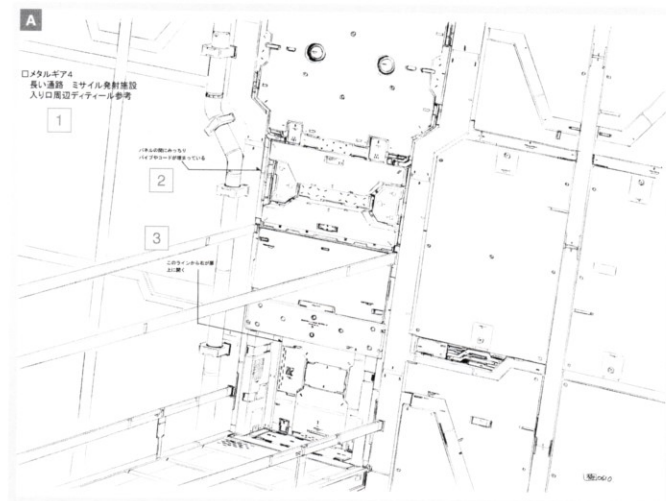 A
□メタルギア4
長い通路 ミサイル発射施設
入り口周辺ディティール参考
1
パネルの間にみっちり
パイプやコードが埋まっている
2
3
このラインから右が扉
上に開く